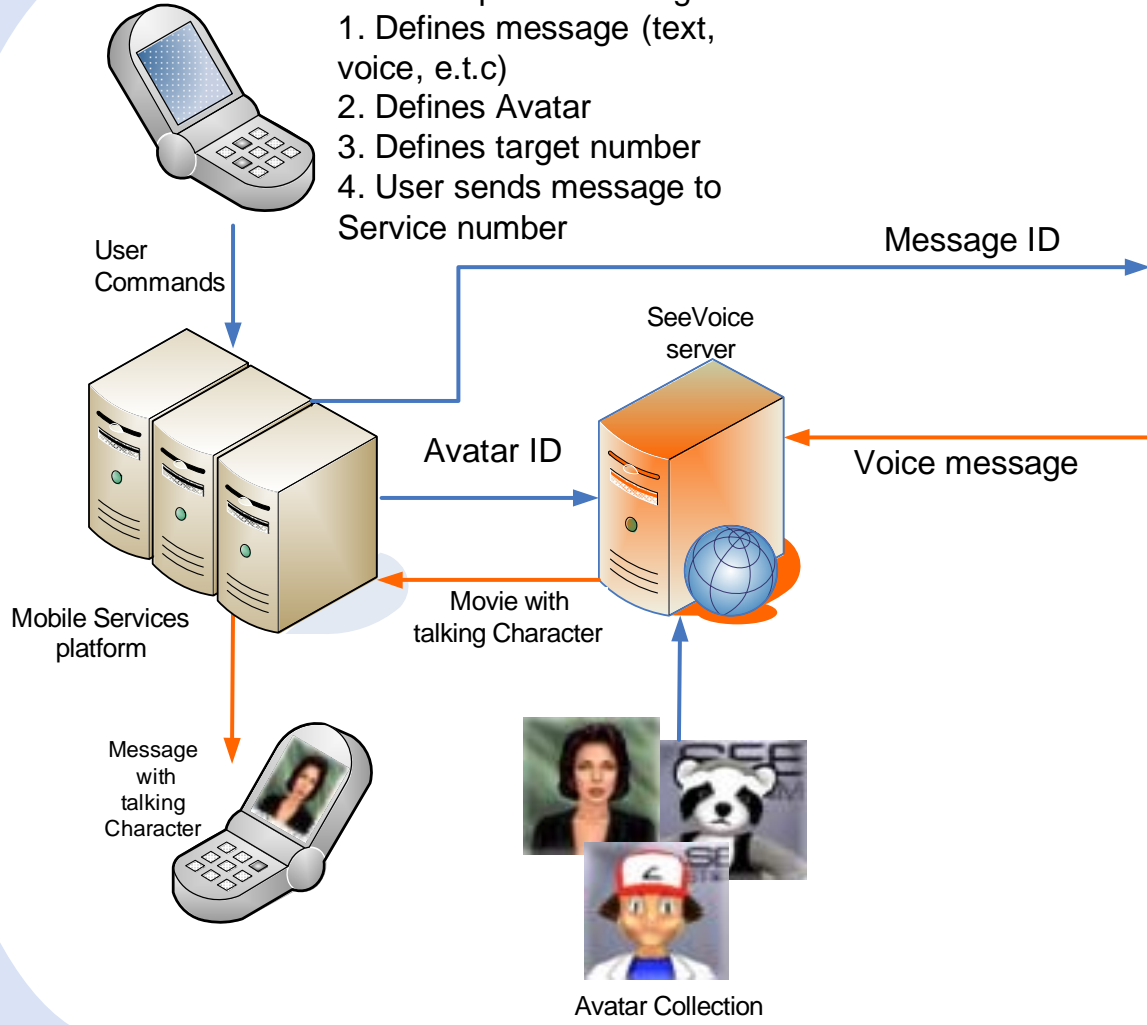 1. Defines message (text,
voice, e.t.c)
2. Defines Avatar
3. Defines target number
4. User sends message to
Service number
User
Commands
Message ID
SeeVoice
server
Avatar ID
Voice message
Movie with
talking Character
Mobile Services
platform
Message
with
talking
Character
Avatar Collection